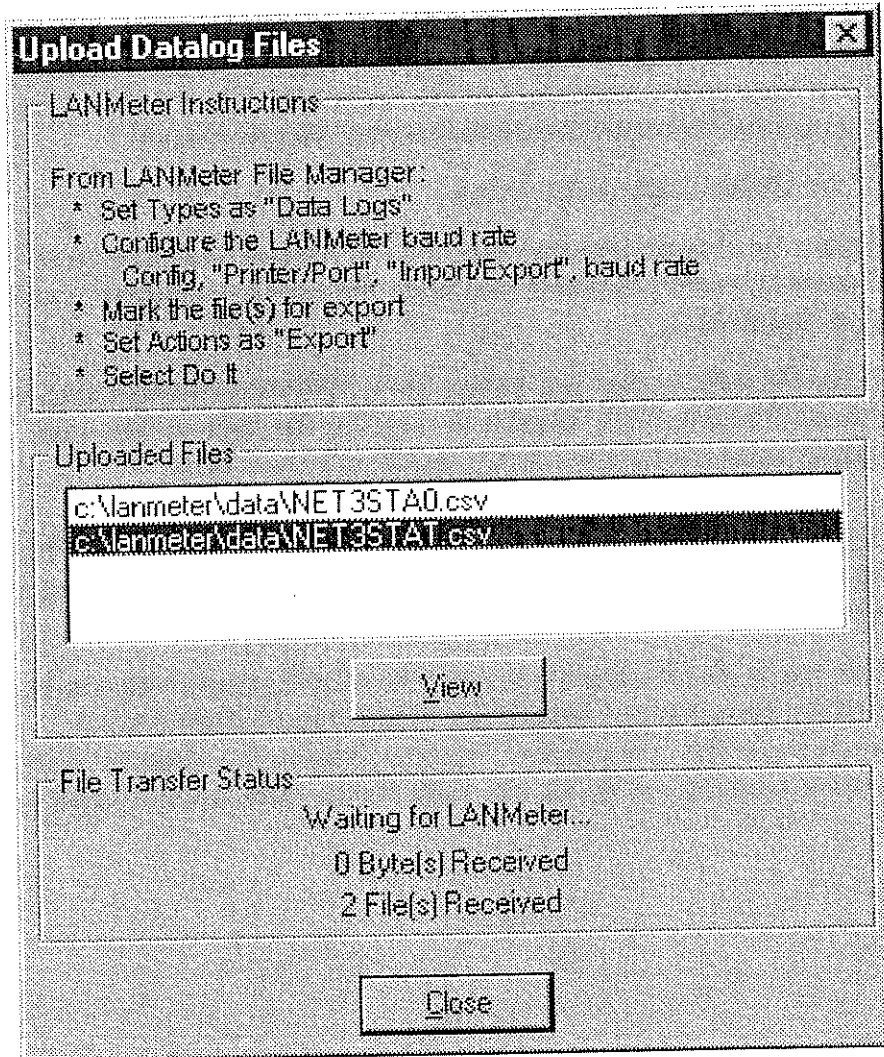 Upload Datalog Files
LANMeter Instructions
From LANMeter File Manager:
* Set Types as "Data Logs"
* Configure the LANMeter baud rate
Config, "Printer/Port", "Import/Export", baud rate
* Mark the file(s) for export
* Set Actions as "Export"
* Select Do It
Uploaded Files
c:\lanmeter\data\NET3STA0.csv
c:\lanmeter\data\NET3STAT.csv
View
File Transfer Status
Waiting for LANMeter...
0 Byte(s) Received
2 File(s) Received
Close